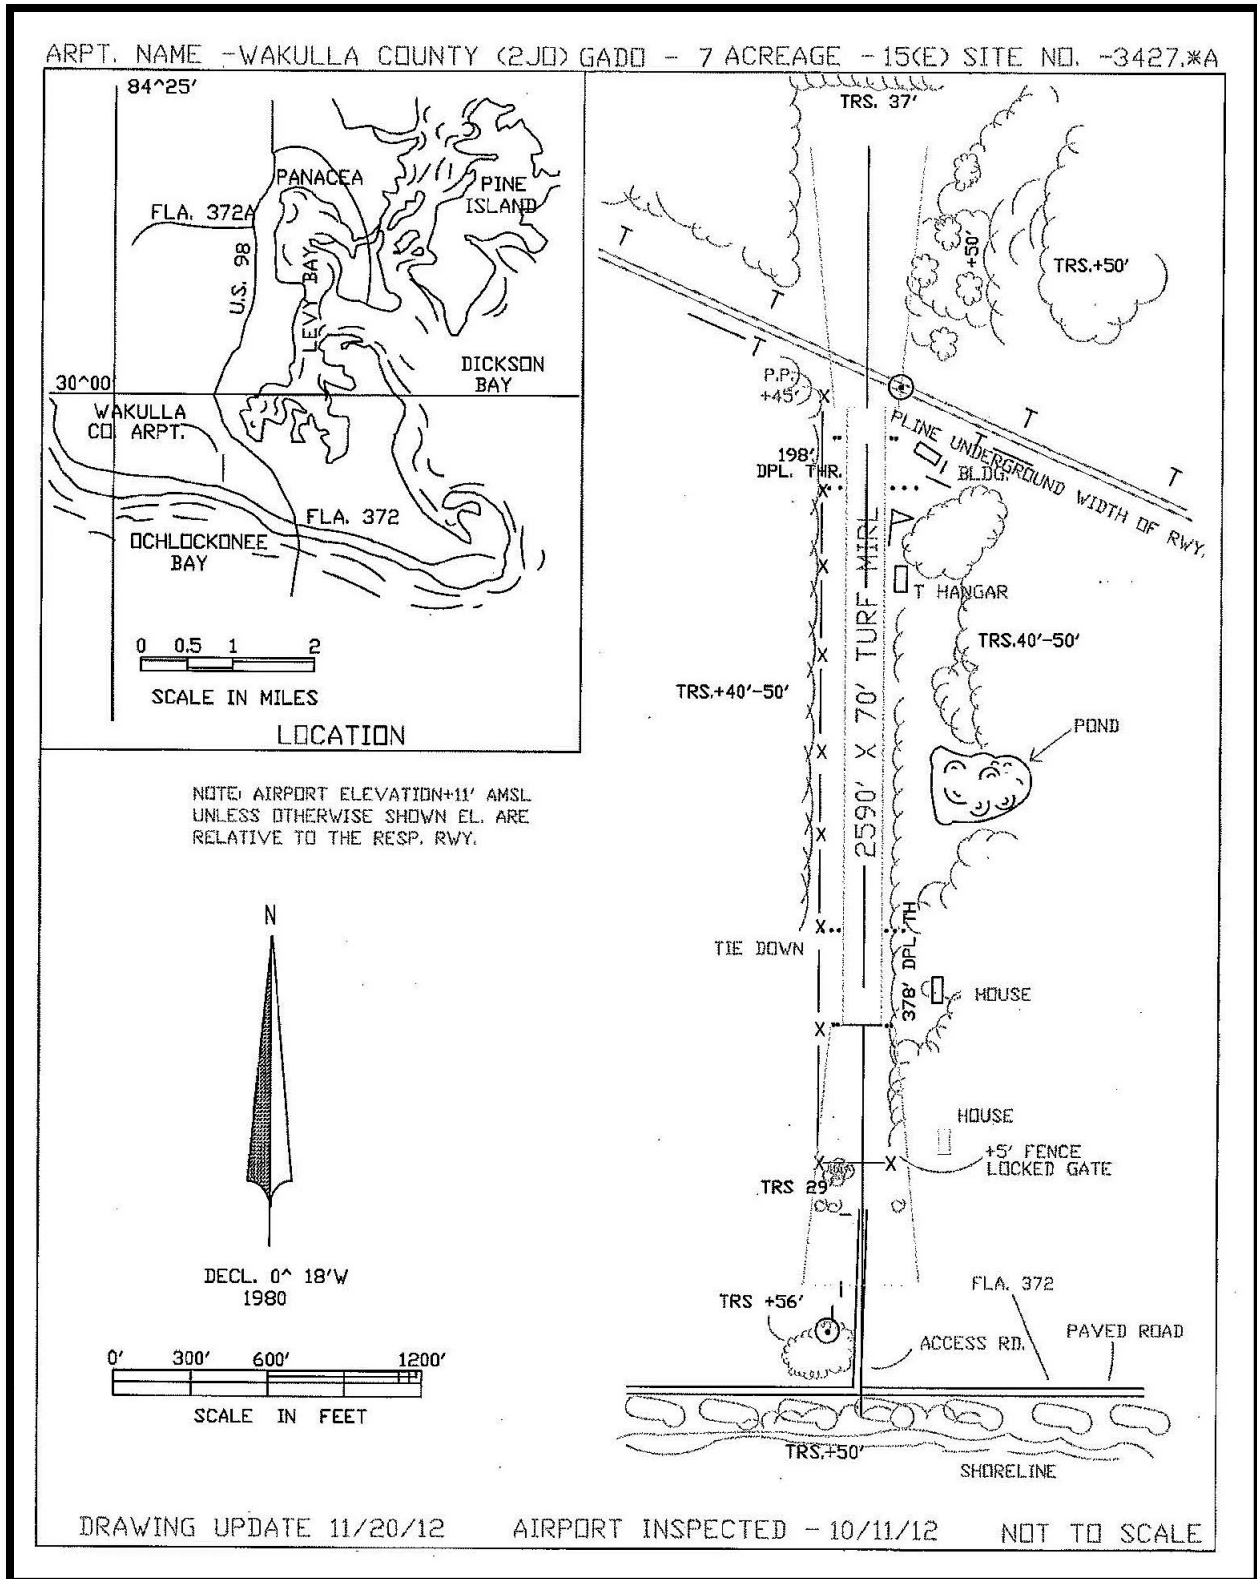 ARPT. NAME -WAKULLA COUNTY (2J0) GADO - 7 ACREAGE -15(E) SITE NO. -3427.*A
84^25'
PANACEA
PINE
ISLAND
FLA. 372A
U.S. 98
LEVY BAY
DICKSON
BAY
30^00'
WAKULLA
CO ARPT.
FLA. 372
OCHLOCKONEE
BAY
0 0.5 1 2
SCALE IN MILES
LOCATION
NOTE: AIRPORT ELEVATION+11' AMSL
UNLESS OTHERWISE SHOWN EL. ARE
RELATIVE TO THE RESP. RWY.
N
DECL. 0^ 18'W
1980
0' 300' 600' 1200'
SCALE IN FEET
TRS. 37'
+50'
TRS.+50'
T
T
T
T
T
T
P.P.
+45'
X
PLINE UNDERGROUND WIDTH OF RWY.
BLDG.
198'
DPL. THR.
X
X
T HANGAR
2590' X 70' TURF MIRL
TRS.40'-50'
X
TRS.+40'-50'
POND
X
X
X
TIE DOWN
378' DPL TH
HOUSE
X
HOUSE
+5' FENCE
LOCKED GATE
X X
TRS 29'
TRS +56'
FLA. 372
ACCESS RD.
PAVED ROAD
TRS.+50'
SHORELINE
DRAWING UPDATE 11/20/12 AIRPORT INSPECTED - 10/11/12 NOT TO SCALE